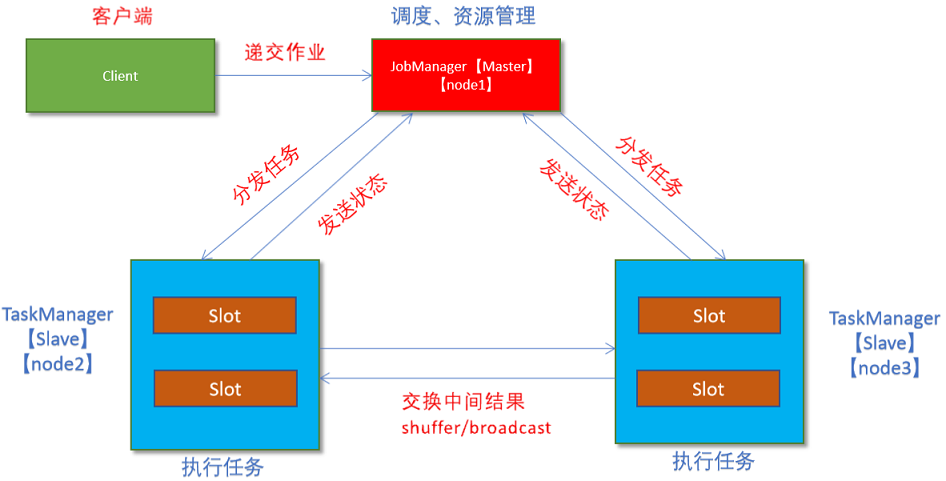 客户端
调度、资源管理
Client
递交作业
JobManager【Master】
【node1】
分发任务
发送状态
发送状态
分发任务
TaskManager
【Slave】
【node2】
Slot
Slot
执行任务
交换中间结果
shuffer/broadcast
Slot
Slot
执行任务
TaskManager
【Slave】
【node3】